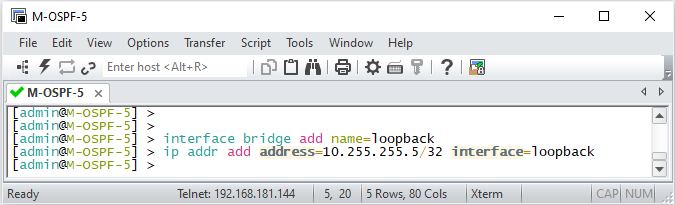 M-OSPF-5
File Edit View Options Transfer Script Tools Window Help
Enter host <Alt+R>
M-OSPF-5
[admin@M-OSPF-5] >
[admin@M-OSPF-5] >
[admin@M-OSPF-5] > interface bridge add name=loopback
[admin@M-OSPF-5] > ip addr add address=10.255.255.5/32 interface=loopback
[admin@M-OSPF-5] >
Ready Telnet: 192.168.181.144 5, 20 5 Rows, 80 Cols Xterm CAP NUM